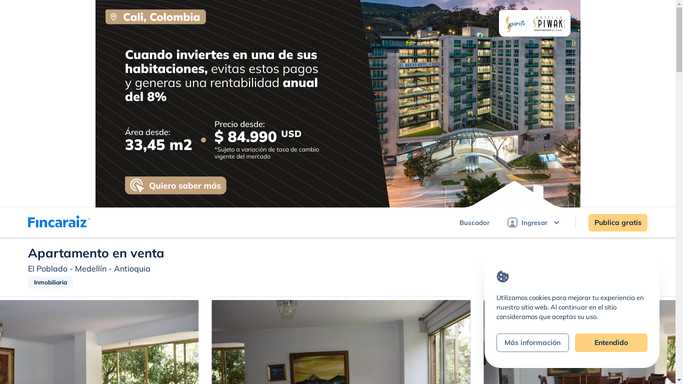 Cali, Colombia
Cuando inviertes en una de sus
habitaciones, evitas estos pagos
y generas una rentabilidad anual
del 8%
Área desde:
33,45 m2
Precio desde:
$ 84.990 USD
*Sujeto a variación de tasa de cambio
vigente del mercado
Quiero saber más
PIWAK
Fincaraiz
Buscador
Ingresar
Publica gratis
Apartamento en venta
El Poblado - Medellín - Antioquia
Inmobiliaria
Utilizamos cookies para mejorar tu experiencia en
nuestro sitio web. Al continuar en el sitio
consideramos que aceptas su uso.
Más información
Entendido